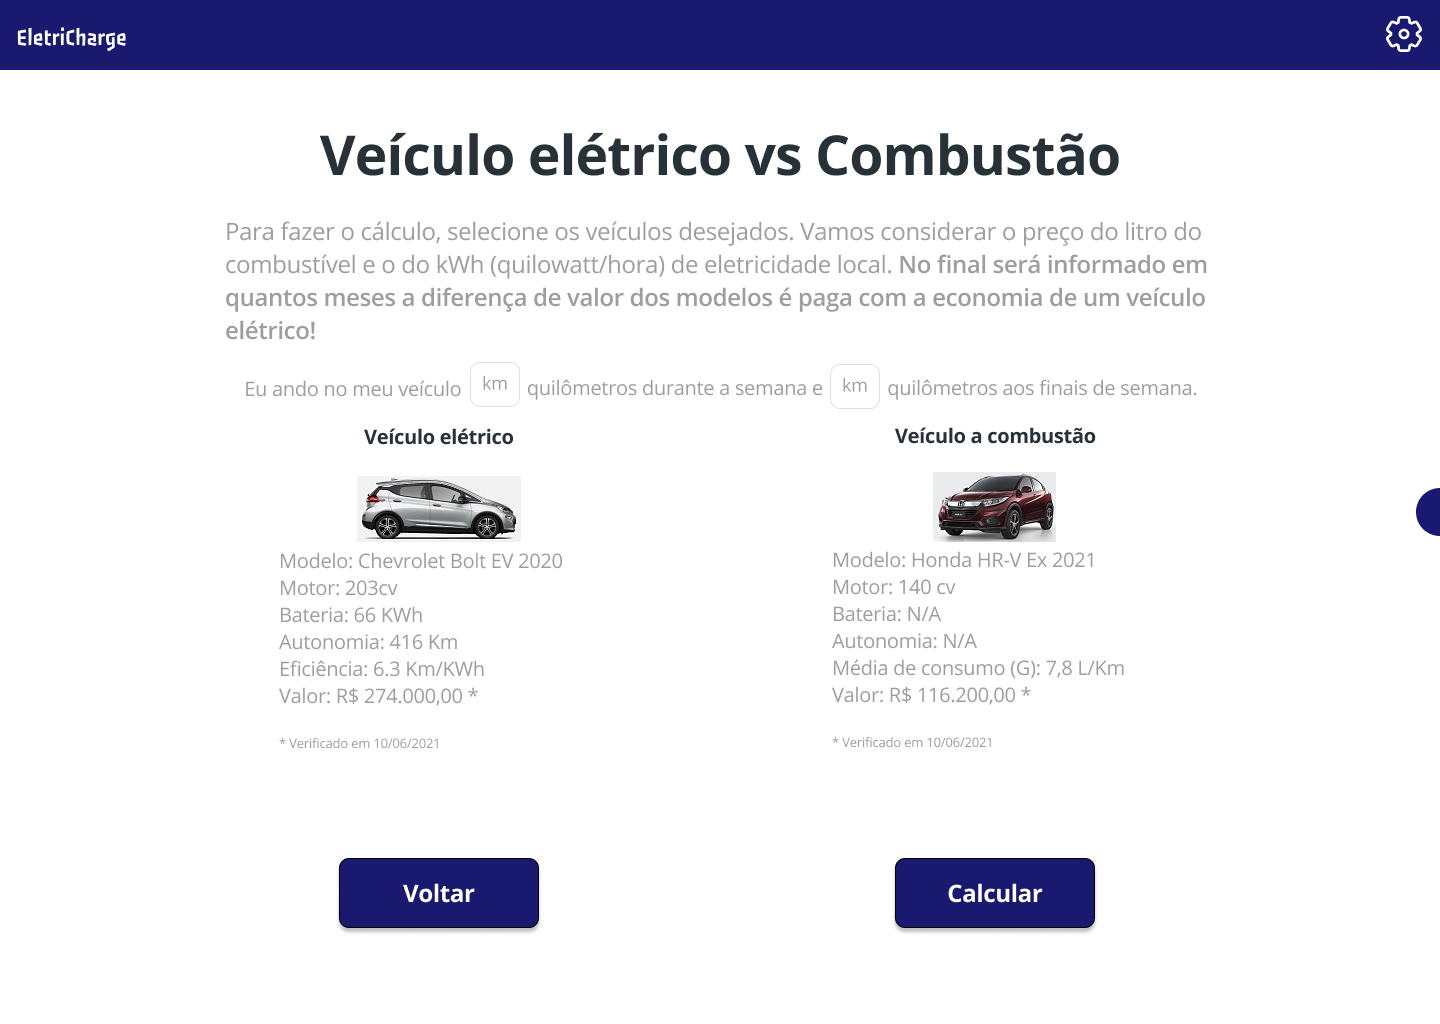 EletriCharge
Veículo elétrico vs Combustão
Para fazer o cálculo, selecione os veículos desejados. Vamos considerar o preço do litro do
combustível e o do kWh (quilowatt/hora) de eletricidade local. No final será informado em
quantos meses a diferença de valor dos modelos é paga com a economia de um veículo
elétrico!
Eu ando no meu veículo km quilômetros durante a semana e km quilômetros aos finais de semana.
Veículo elétrico
Modelo: Chevrolet Bolt EV 2020
Motor: 203cv
Bateria: 66 KWh
Autonomia: 416 Km
Eficiência: 6.3 Km/KWh
Valor: R$ 274.000,00 *
* Verificado em 10/06/2021
Veículo a combustão
Modelo: Honda HR-V Ex 2021
Motor: 140 cv
Bateria: N/A
Autonomia: N/A
Média de consumo (G): 7,8 L/Km
Valor: R$ 116.200,00 *
* Verificado em 10/06/2021
Voltar
Calcular